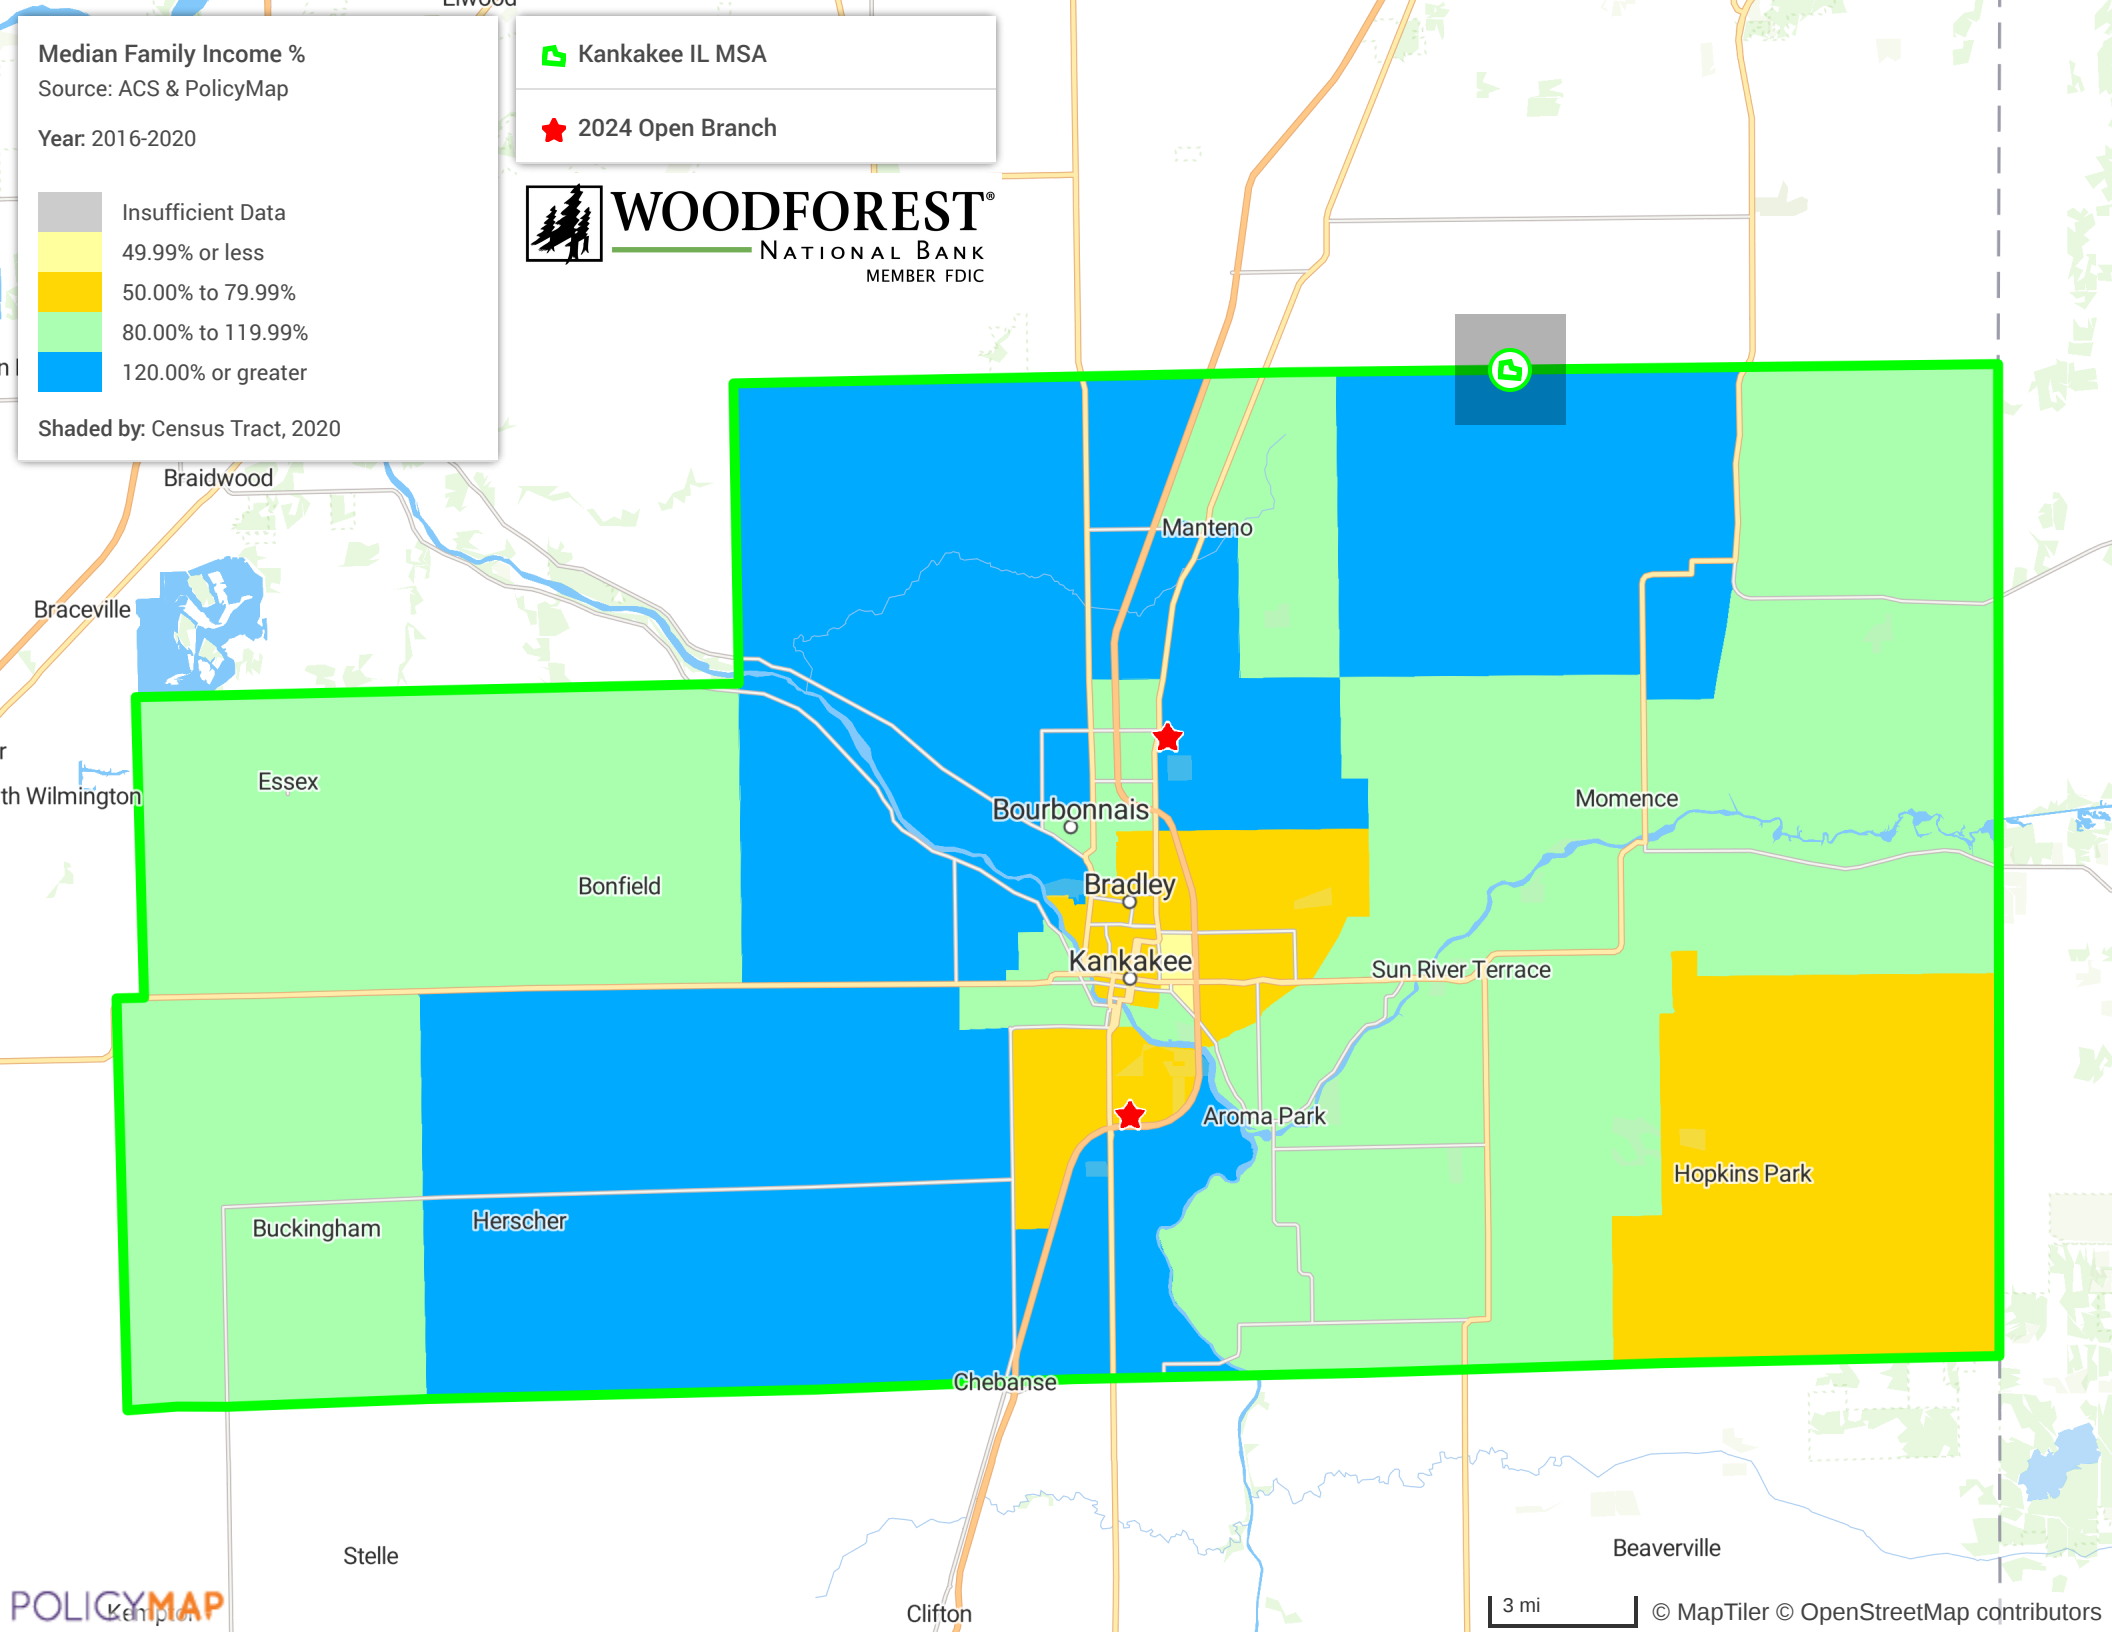 Elwood
Median Family Income %
Source: ACS & PolicyMap
Year: 2016-2020
Insufficient Data
49.99% or less
50.00% to 79.99%
80.00% to 119.99%
120.00% or greater
Shaded by: Census Tract, 2020
Kankakee IL MSA
2024 Open Branch
WOODFOREST®
NATIONAL BANK
MEMBER FDIC
Braidwood
Manteno
Braceville
Essex
th Wilmington
Momence
Bourbonnais
Bonfield
Bradley
Kankakee
Sun River Terrace
Aroma Park
Hopkins Park
Buckingham
Herscher
Chebanse
Stelle
Beaverville
POLICYMAP
Clifton
3 mi
© MapTiler © OpenStreetMap contributors